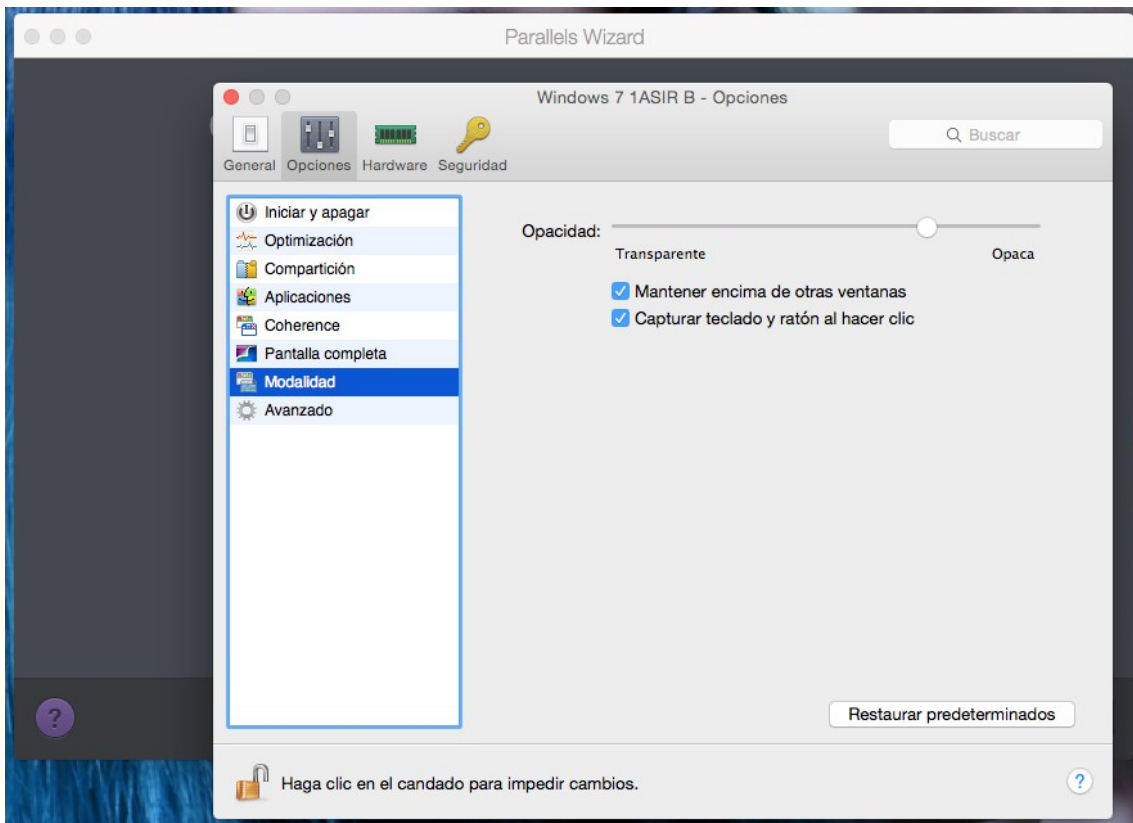 Parallels Wizard
Windows 7 1ASIR B - Opciones
General Opciones Hardware Seguridad
Buscar
Iniciar y apagar
Optimización
Compartición
Aplicaciones
Coherence
Pantalla completa
Modalidad
Avanzado
Opacidad:
Transparente Opaca
Mantener encima de otras ventanas
Capturar teclado y ratón al hacer clic
Restaurar predeterminados
?
Haga clic en el candado para impedir cambios.
?